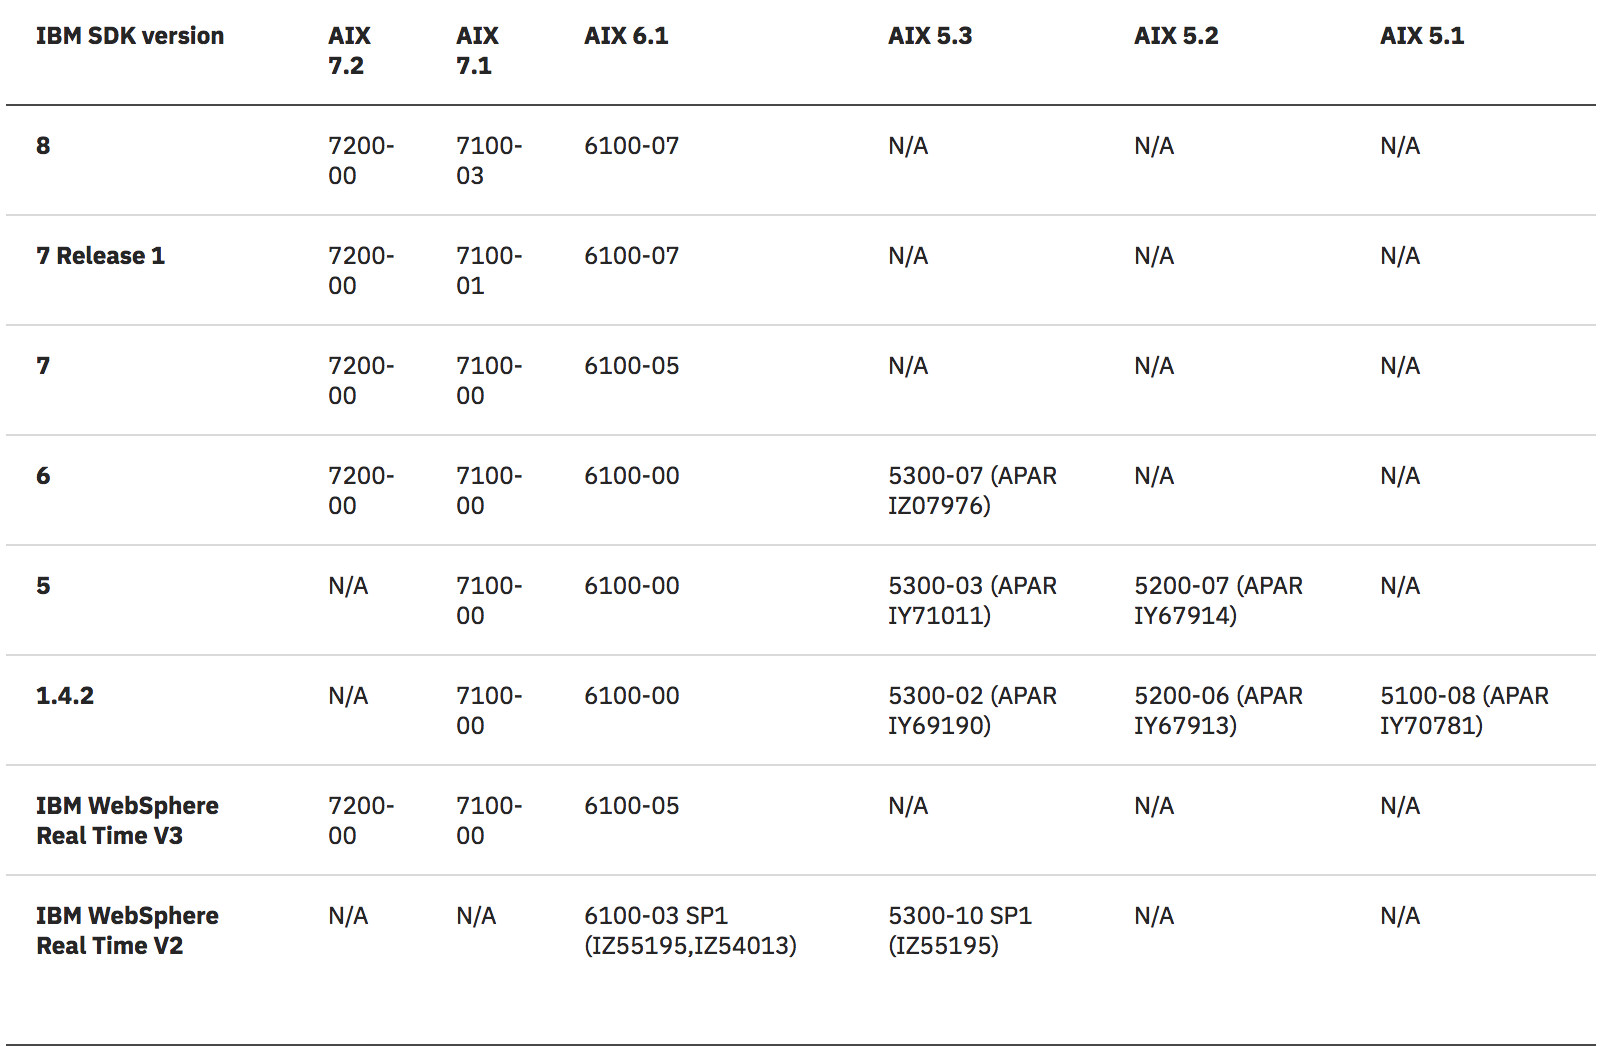 IBM SDK version AIX 7.2 AIX 7.1 AIX 6.1 AIX 5.3 AIX 5.2 AIX 5.1
8 7200-00 7100-03 6100-07 N/A N/A N/A
7 Release 1 7200-00 7100-01 6100-07 N/A N/A N/A
7 7200-00 7100-00 6100-05 N/A N/A N/A
6 7200-00 7100-00 6100-00 5300-07 (APAR IZ07976) N/A N/A
5 N/A 7100-00 6100-00 5300-03 (APAR IY71011) 5200-07 (APAR IY67914) N/A
1.4.2 N/A 7100-00 6100-00 5300-02 (APAR IY69190) 5200-06 (APAR IY67913) 5100-08 (APAR IY70781)
IBM WebSphere Real Time V3 7200-00 7100-00 6100-05 N/A N/A N/A
IBM WebSphere Real Time V2 N/A N/A 6100-03 SP1 (IZ55195,IZ54013) 5300-10 SP1 (IZ55195) N/A N/A